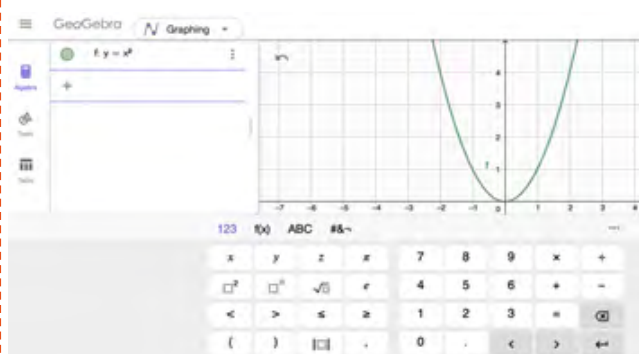 GeoGebra Graphing
f: y = x²
Algebra
Tools
Table
4
3
2
f
1
-7 -6 -5 -4 -3 -2 -1 0 1 2 3 4
123 f(x) ABC #&¬
x y z π 7 8 9 × ÷
□² □ √□ e 4 5 6 + −
< > ≤ ≥ 1 2 3 =
( ) |□| , 0 . < >